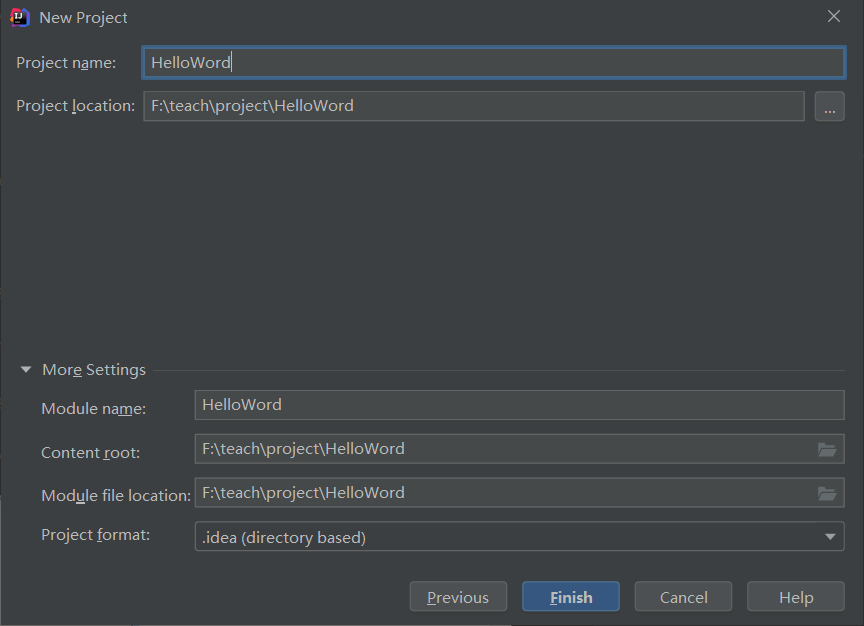 New Project
Project name: HelloWord
Project location: F:\teach\project\HelloWord ...
More Settings
Module name: HelloWord
Content root: F:\teach\project\HelloWord
Module file location: F:\teach\project\HelloWord
Project format: .idea (directory based)
Previous Finish Cancel Help